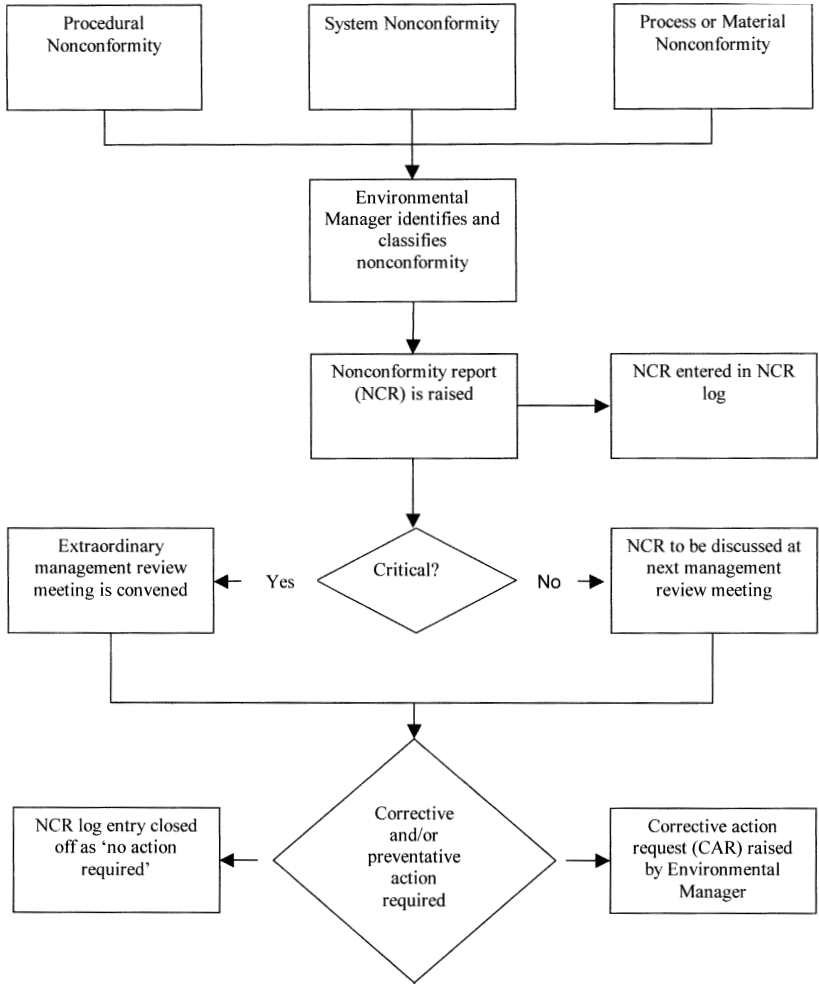 Procedural
Nonconformity
System Nonconformity
Process or Material
Nonconformity
Environmental
Manager identifies and
classifies
nonconformity
Nonconformity report
(NCR) is raised
NCR entered in NCR
log
Extraordinary
management review
meeting is convened
Yes
Critical?
No
NCR to be discussed at
next management
review meeting
NCR log entry closed
off as ‘no action
required’
Corrective
and/or
preventative
action
required
Corrective action
request (CAR) raised
by Environmental
Manager